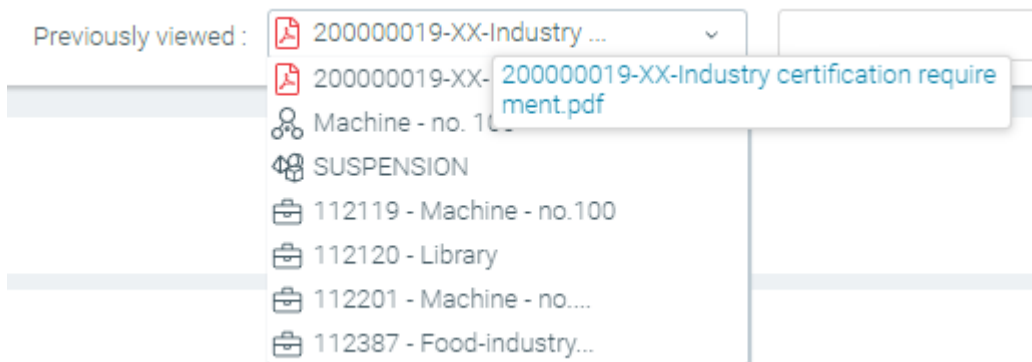 Previously viewed : 200000019-XX-Industry ...
200000019-XX-
200000019-XX-Industry certification require
ment.pdf
Machine - no. 100
SUSPENSION
112119 - Machine - no.100
112120 - Library
112201 - Machine - no....
112387 - Food-industry...